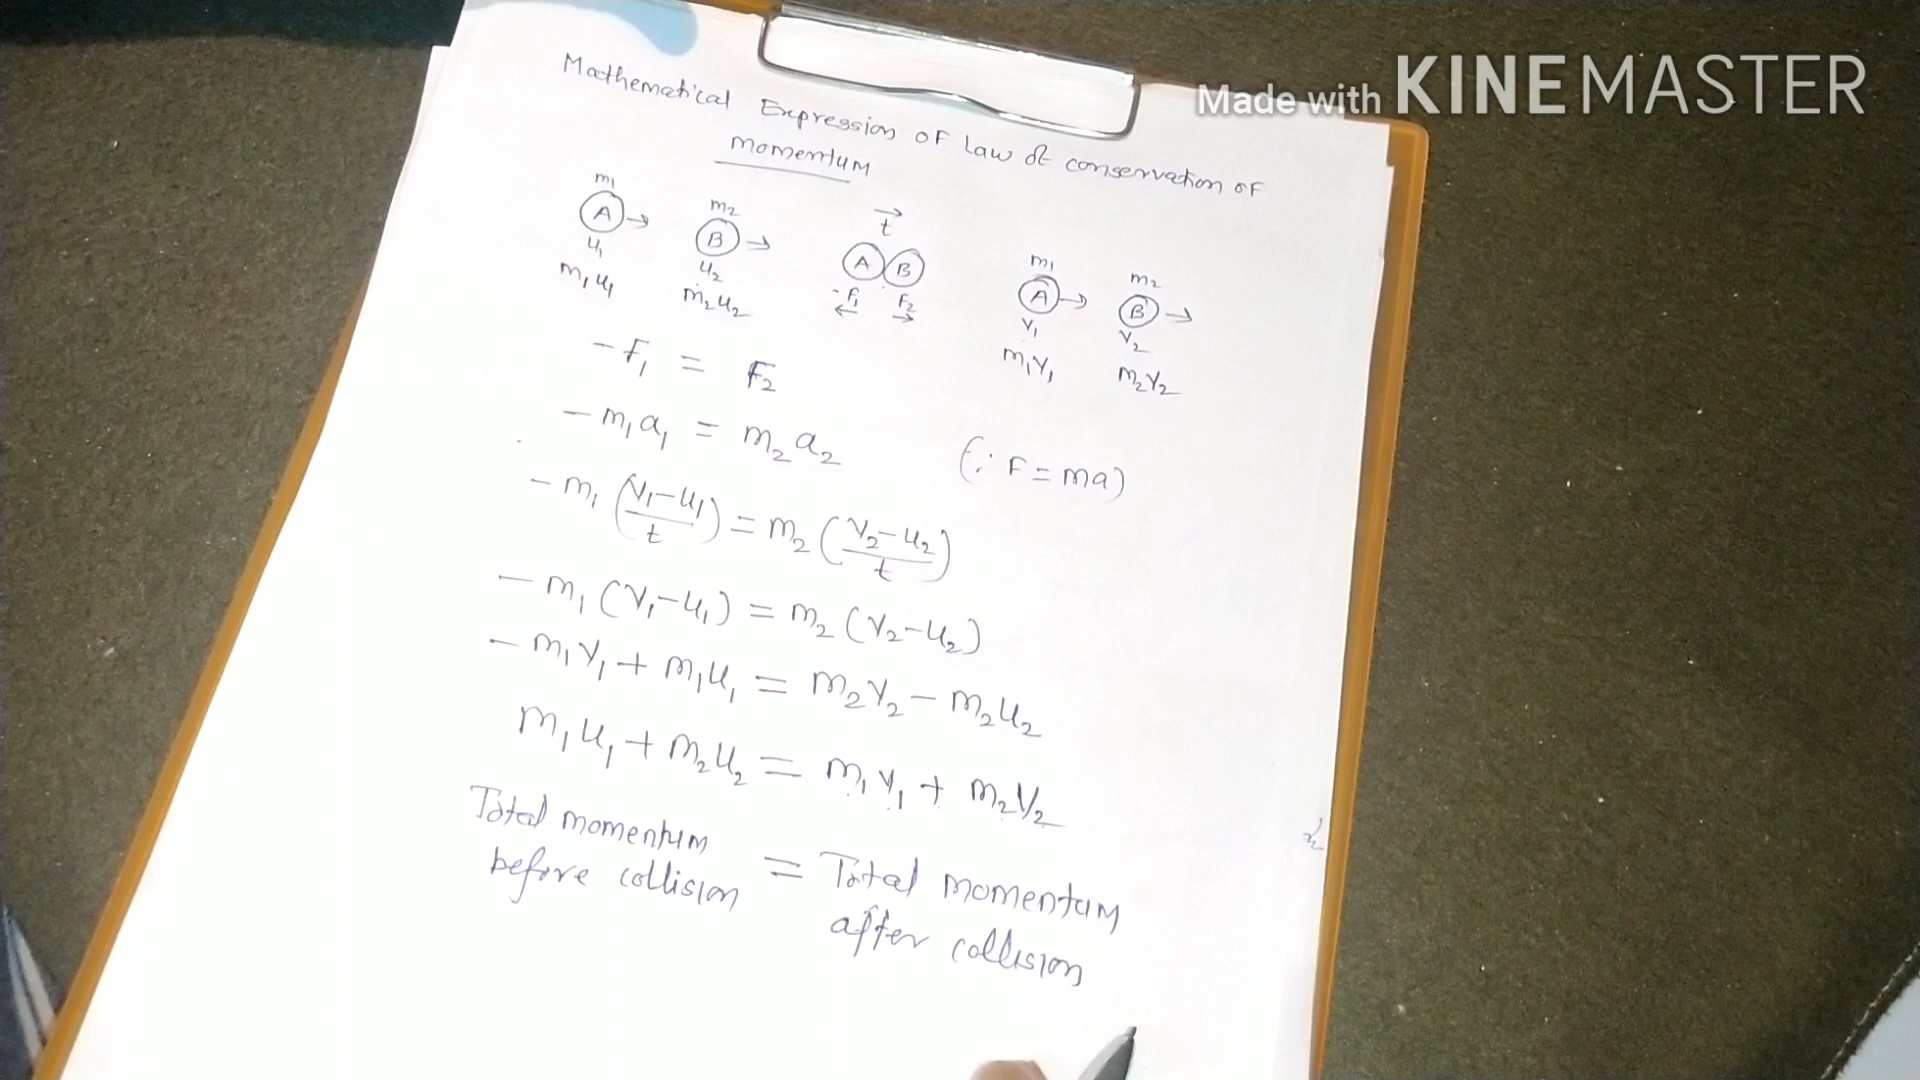 Made with KINEMASTER
Mathematical Expression OF Law of conservation OF
momentum
m₁ m₂ t m₁ m₂
A → B → A B A → B →
u₁ u₂ -F₁ F₂ v₁ v₂
m₁u₁ m₂u₂ ← → m₁v₁ m₂v₂
-F₁ = F₂
-m₁a₁ = m₂a₂ (∵ F = ma)
-m₁ (v₁-u₁/t) = m₂ (v₂-u₂/t)
-m₁ (v₁-u₁) = m₂ (v₂-u₂)
-m₁v₁ + m₁u₁ = m₂v₂ - m₂u₂
m₁u₁ + m₂u₂ = m₁v₁ + m₂v₂
Total momentum
before collision = Total momentum
after collision